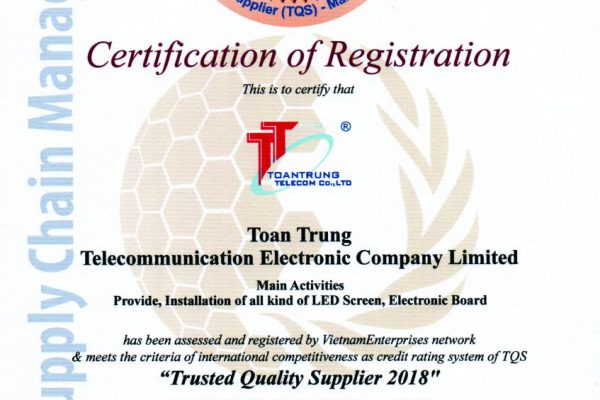 upplier (TQS) - Ma
Certification of Registration
This is to certify that
TT ®
TOANTRUNG
TELECOM CO.,LTD
Toan Trung
Telecommunication Electronic Company Limited
Main Activities
Provide, Installation of all kind of LED Screen, Electronic Board
has been assessed and registered by VietnamEnterprises network
& meets the criteria of international competitiveness as credit rating system of TQS
“Trusted Quality Supplier 2018"
upply Chain Manag